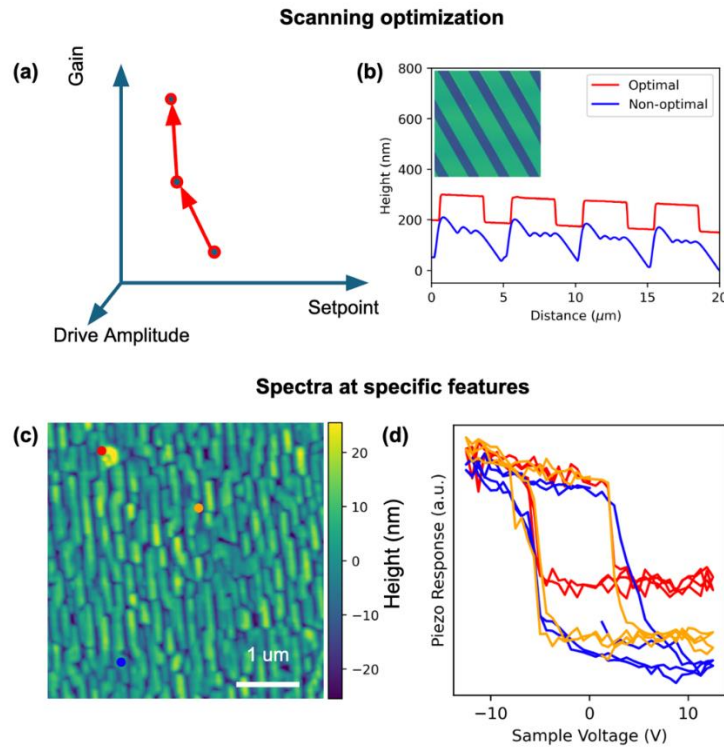 Scanning optimization
(a)
Gain
Setpoint
Drive Amplitude
(b)
800
600
400
200
0
Height (nm)
Optimal
Non-optimal
0
5
10
15
20
Distance (μm)
Spectra at specific features
(c)
1 um
20
10
0
−10
−20
Height (nm)
(d)
Piezo Response (a.u.)
−10
0
10
Sample Voltage (V)